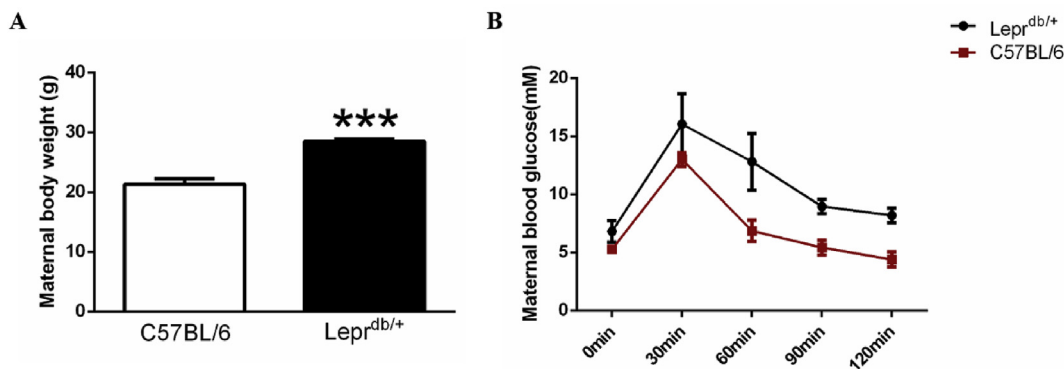 A
Maternal body weight (g)
40
30
20
10
0
***
C57BL/6
Lepr^db/+
B
Lepr^db/+
C57BL/6
Maternal blood glucose(mM)
20
15
10
5
0
0min
30min
60min
90min
120min